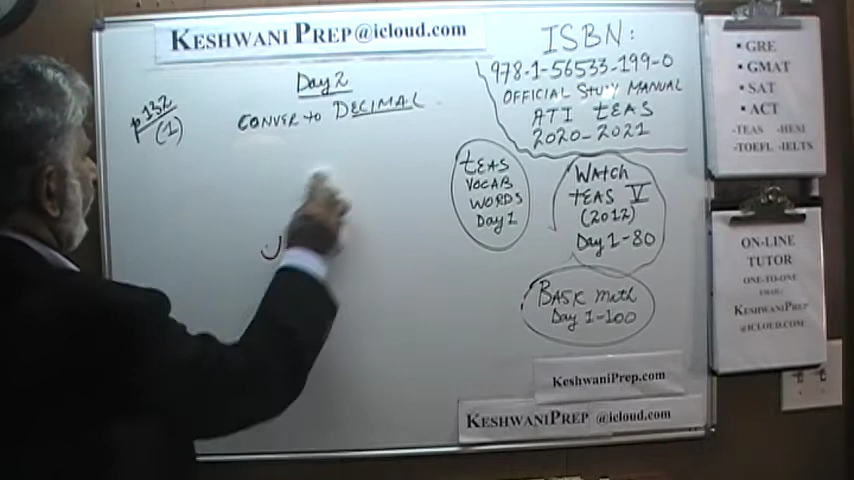 KESHWANI PREP@icloud.com
Day 2
p 132
(1)
CONVER to DECIMAL
ISBN:
978-1-56533-199-0
OFFICIAL STUDY MANUAL
ATI tEAS
2020-2021
tEAS
VOCAB
WORDS
Day 1
WATCH
tEAS V
(2012)
Day 1-80
BASIC math
Day 1-100
KeshwaniPrep.com
KESHWANIPREP @icloud.com
• GRE
• GMAT
• SAT
• ACT
-TEAS -HESI
-TOEFL -IELTS
ON-LINE
TUTOR
ONE-TO-ONE
EMAIL:
KESHWANIPREP
@ICLOUD.COM